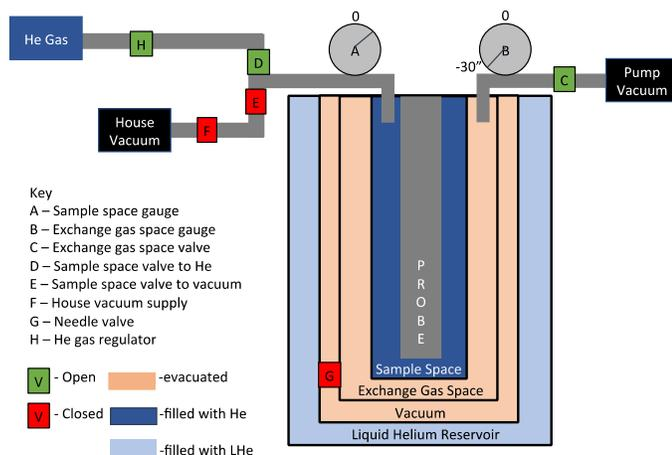 0
0
He Gas
H
D
A
B
-30”
C
Pump
Vacuum
E
House
Vacuum
F
Key
A – Sample space gauge
B – Exchange gas space gauge
C – Exchange gas space valve
D – Sample space valve to He
E – Sample space valve to vacuum
F – House vacuum supply
G – Needle valve
H – He gas regulator
P
R
O
B
E
V - Open
-evacuated
V - Closed
-filled with He
-filled with LHe
G
Sample Space
Exchange Gas Space
Vacuum
Liquid Helium Reservoir